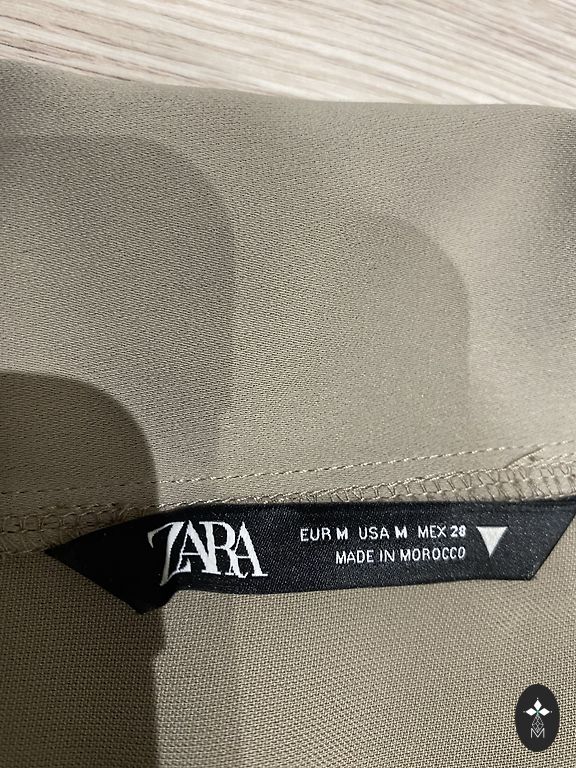 ZARA
EUR M USA M MEX 28
MADE IN MOROCCO
M